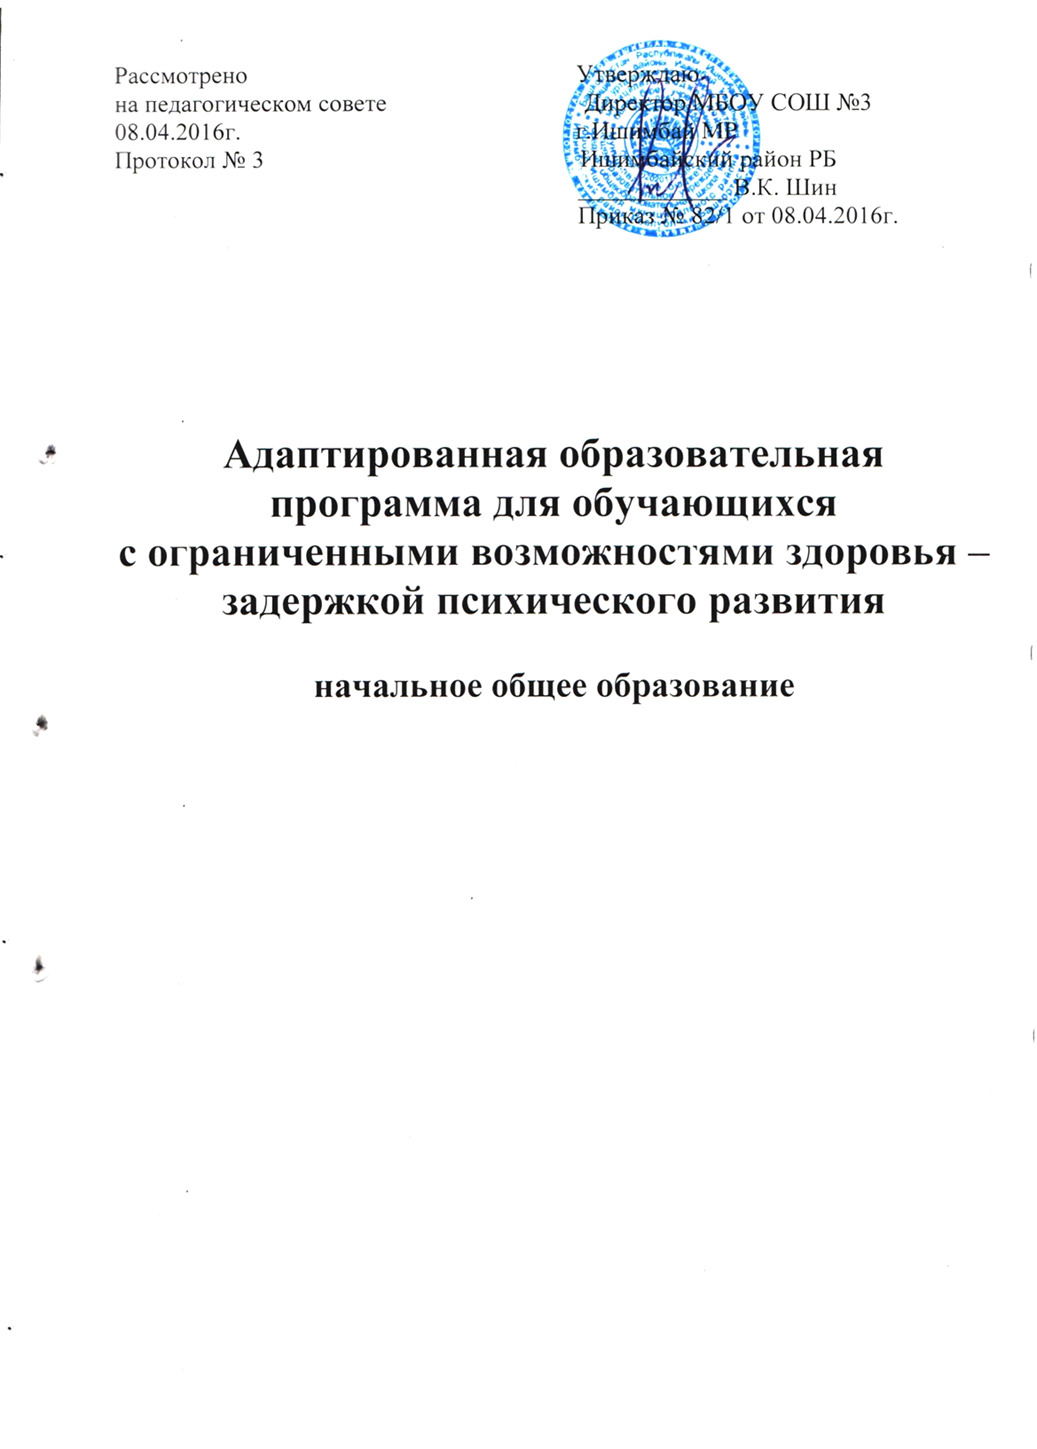 Рассмотрено
на педагогическом совете
08.04.2016г.
Протокол № 3
Утверждаю
Директор МБОУ СОШ №3
г.Ишимбай МР
Ишимбайский район РБ
В.К. Шин
Приказ № 82/1 от 08.04.2016г.
Адаптированная образовательная
программа для обучающихся
с ограниченными возможностями здоровья –
задержкой психического развития
начальное общее образование